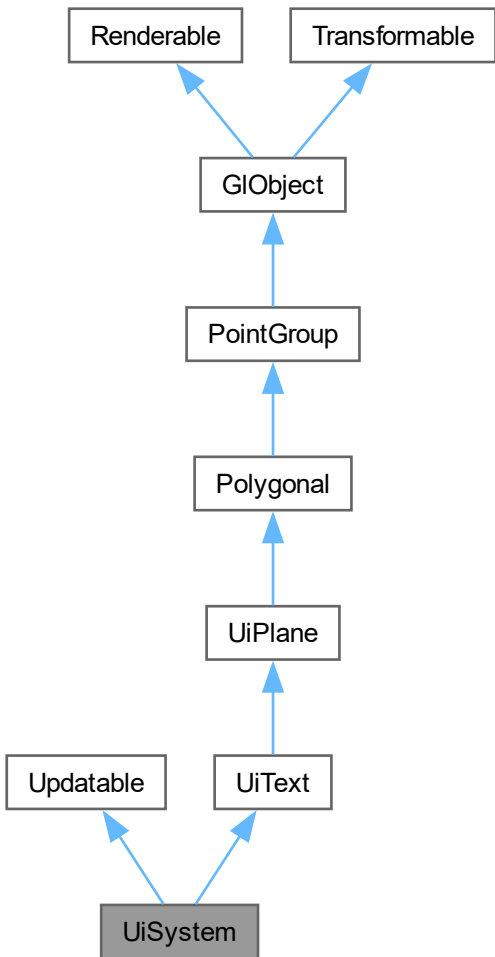 Renderable
Transformable
GlObject
PointGroup
Polygonal
UiPlane
Updatable
UiText
UiSystem